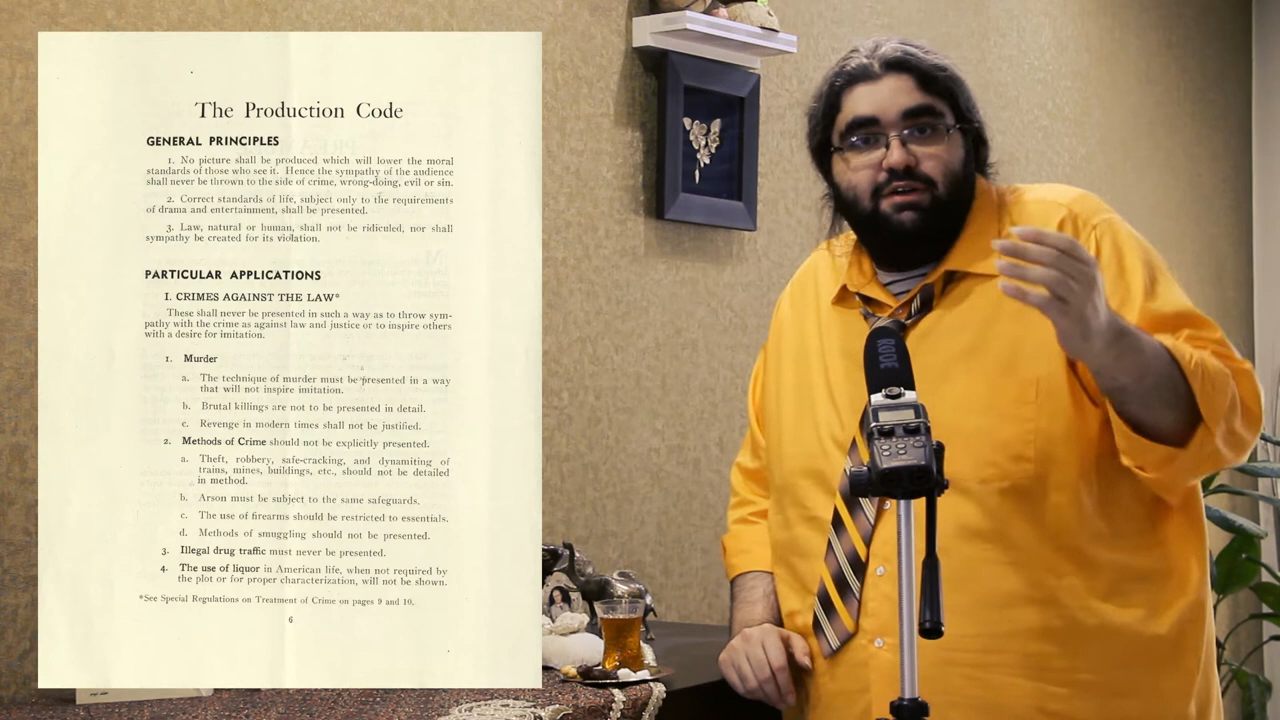 The Production Code
GENERAL PRINCIPLES
1. No picture shall be produced which will lower the moral
standards of those who see it. Hence the sympathy of the audience
shall never be thrown to the side of crime, wrong-doing, evil or sin.
2. Correct standards of life, subject only to the requirements
of drama and entertainment, shall be presented.
3. Law, natural or human, shall not be ridiculed, nor shall
sympathy be created for its violation.
PARTICULAR APPLICATIONS
I. CRIMES AGAINST THE LAW*
These shall never be presented in such a way as to throw sym-
pathy with the crime as against law and justice or to inspire others
with a desire for imitation.
1. Murder
a. The technique of murder must be presented in a way
that will not inspire imitation.
b. Brutal killings are not to be presented in detail.
c. Revenge in modern times shall not be justified.
2. Methods of Crime should not be explicitly presented.
a. Theft, robbery, safe-cracking, and dynamiting of
trains, mines, buildings, etc., should not be detailed
in method.
b. Arson must be subject to the same safeguards.
c. The use of firearms should be restricted to essentials.
d. Methods of smuggling should not be presented.
3. Illegal drug traffic must never be presented.
4. The use of liquor in American life, when not required by
the plot or for proper characterization, will not be shown.
*See Special Regulations on Treatment of Crime on pages 9 and 10.
6
RODE